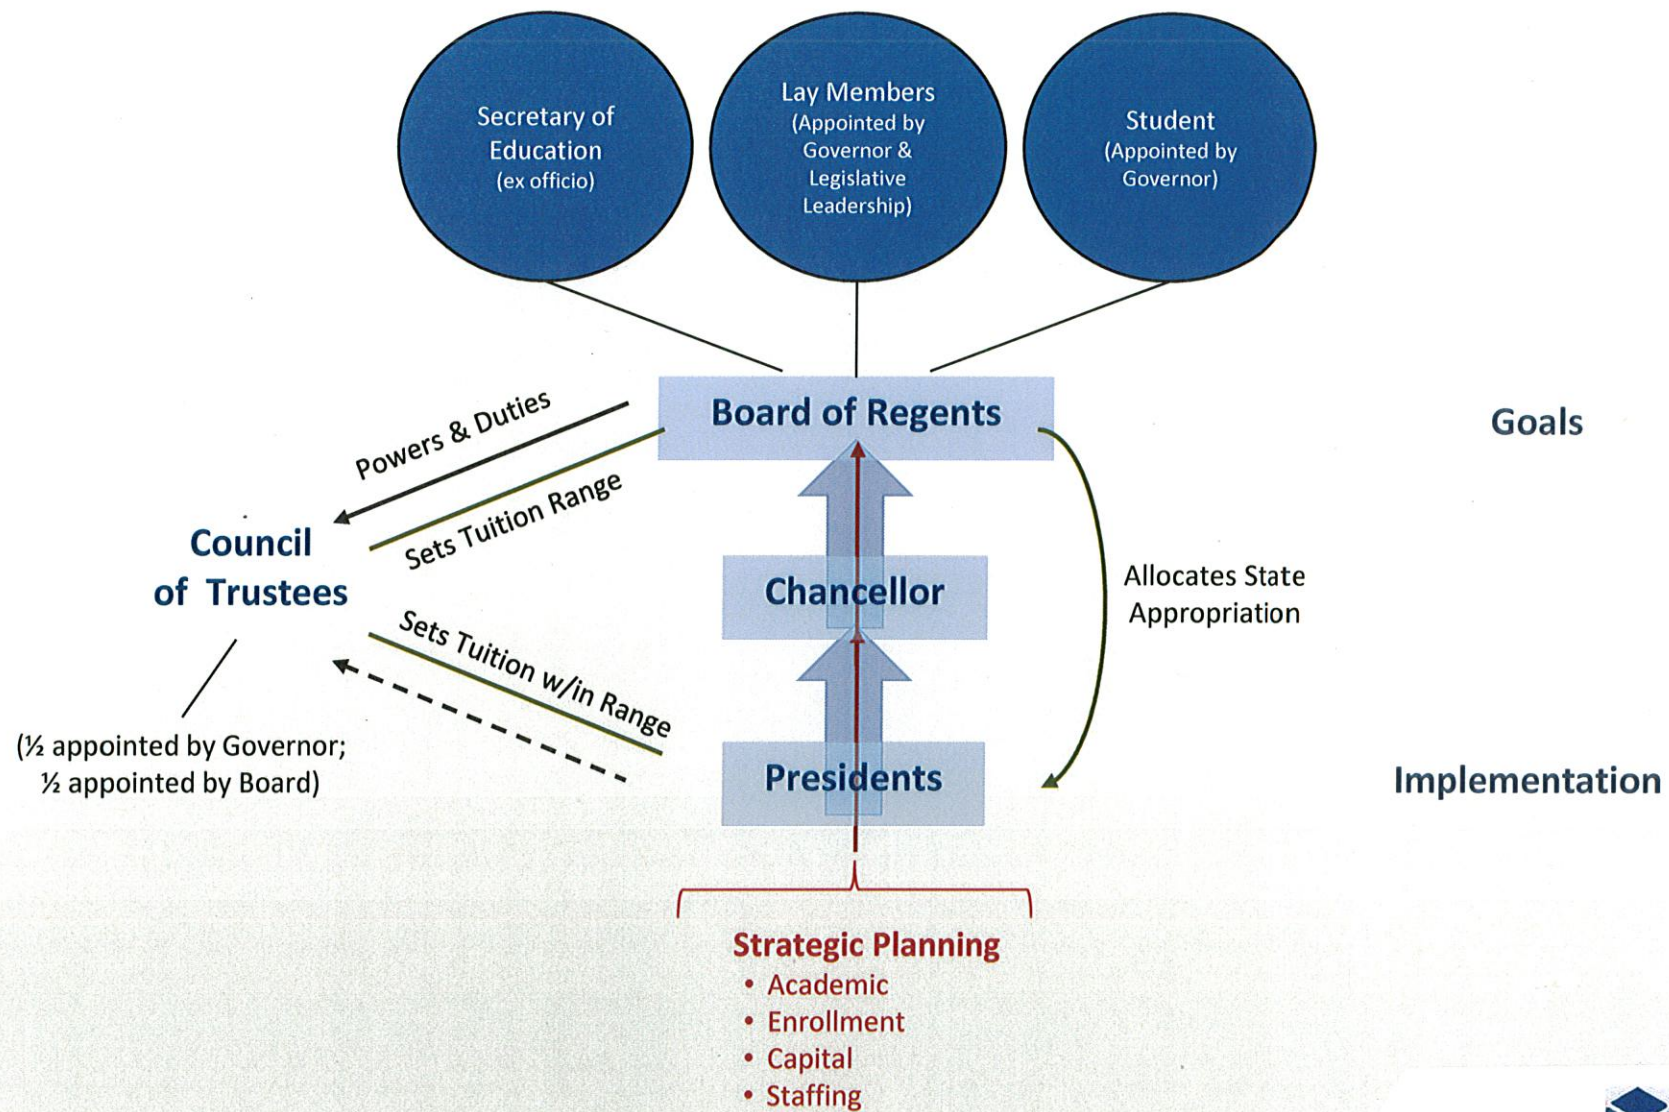 Secretary of
Education
(ex officio)
Lay Members
(Appointed by
Governor &
Legislative
Leadership)
Student
(Appointed by
Governor)
Board of Regents
Goals
Powers & Duties
Sets Tuition Range
Council
of Trustees
Chancellor
Allocates State
Appropriation
Sets Tuition w/in Range
(½ appointed by Governor;
½ appointed by Board)
Presidents
Implementation
Strategic Planning
• Academic
• Enrollment
• Capital
• Staffing